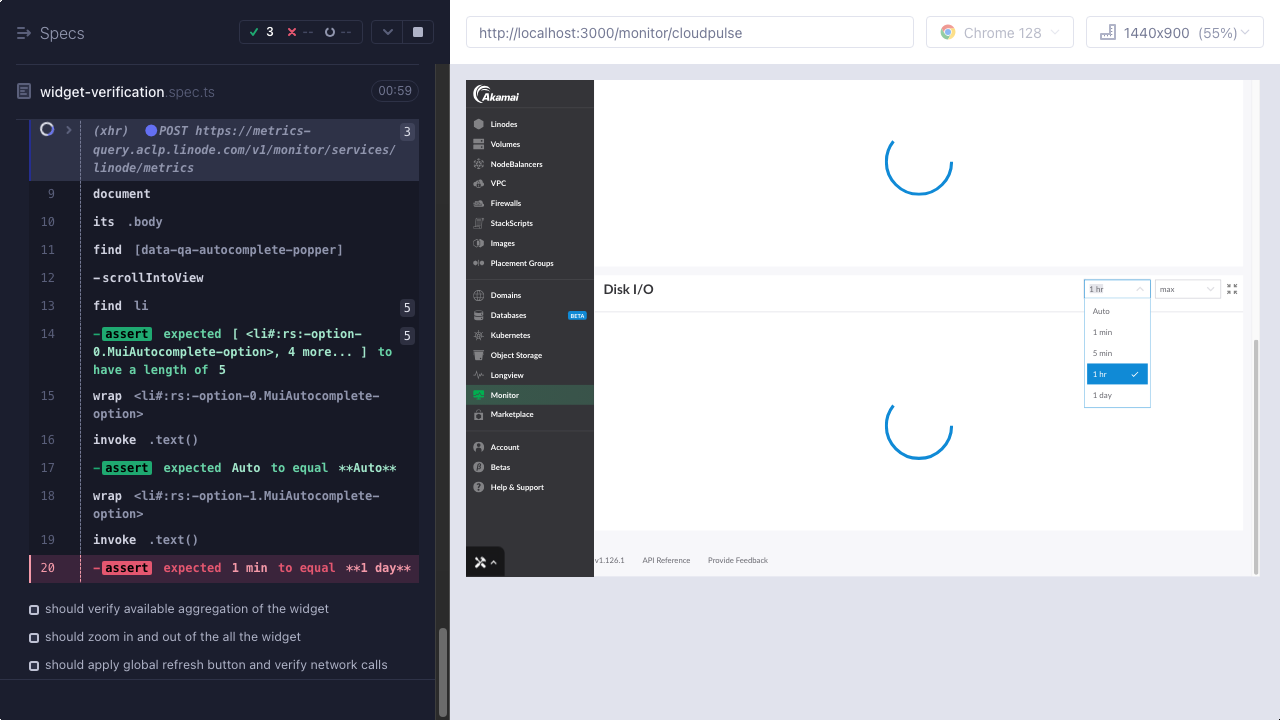 Specs
3
--
--
http://localhost:3000/monitor/cloudpulse
Chrome 128
1440x900 (55%)
widget-verification.spec.ts
00:59
(xhr) POST https://metrics-
query.aclp.linode.com/v1/monitor/services/
linode/metrics
3
9 document
10 its .body
11 find [data-qa-autocomplete-popper]
12 -scrollIntoView
13 find li 5
14 -assert expected [ <li#:rs:-option-
0.MuiAutocomplete-option>, 4 more... ] to
have a length of 5
5
15 wrap <li#:rs:-option-0.MuiAutocomplete-
option>
16 invoke .text()
17 -assert expected Auto to equal **Auto**
18 wrap <li#:rs:-option-1.MuiAutocomplete-
option>
19 invoke .text()
20 -assert expected 1 min to equal **1 day**
should verify available aggregation of the widget
should zoom in and out of the all the widget
should apply global refresh button and verify network calls
Akamai
Linodes
Volumes
NodeBalancers
VPC
Firewalls
StackScripts
Images
Placement Groups
Domains
Databases BETA
Kubernetes
Object Storage
Longview
Monitor
Marketplace
Account
Betas
Help & Support
Disk I/O
1 hr
max
Auto
1 min
5 min
1 hr
1 day
v1.126.1
API Reference
Provide Feedback